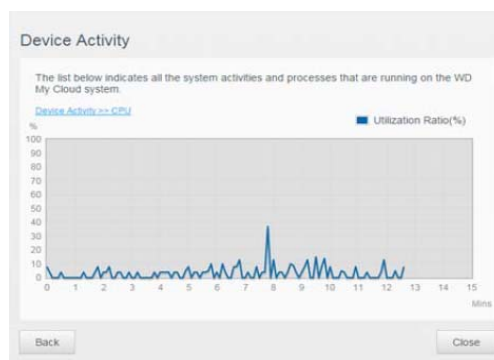 Device Activity
The list below indicates all the system activities and processes that are running on the WD
My Cloud system.
Device Activity >> CPU
Utilization Ratio(%)
%
100
90
80
70
60
50
40
30
20
10
0
0 1 2 3 4 5 6 7 8 9 10 11 12 13 14 15
Mins
Back
Close